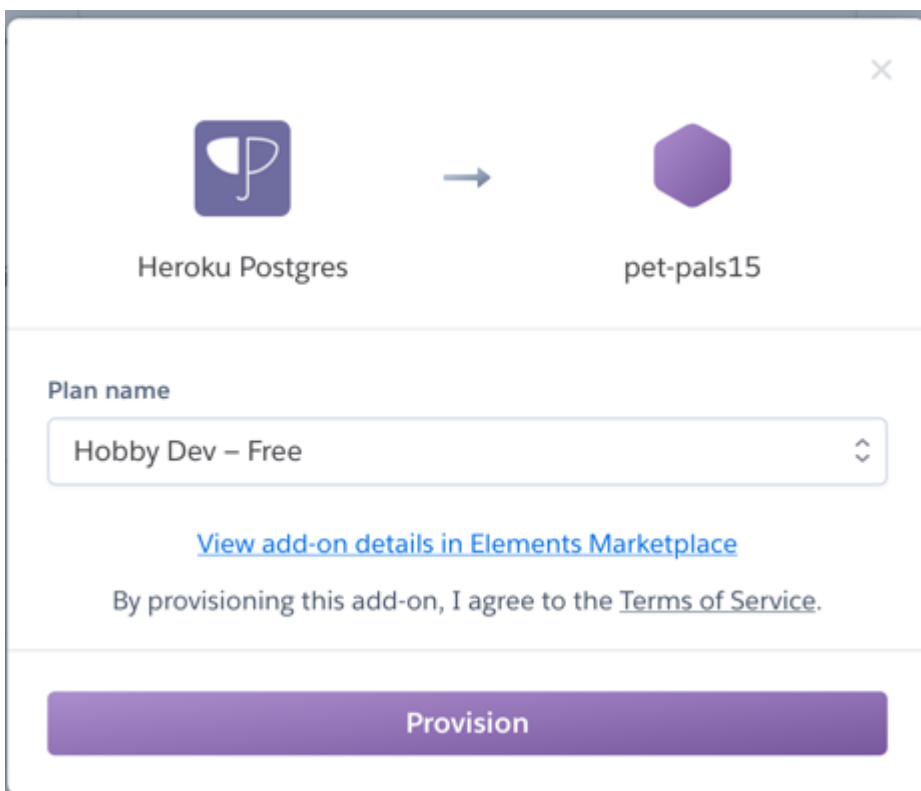 Heroku Postgres
pet-pals15
Plan name
Hobby Dev – Free
View add-on details in Elements Marketplace
By provisioning this add-on, I agree to the Terms of Service.
Provision